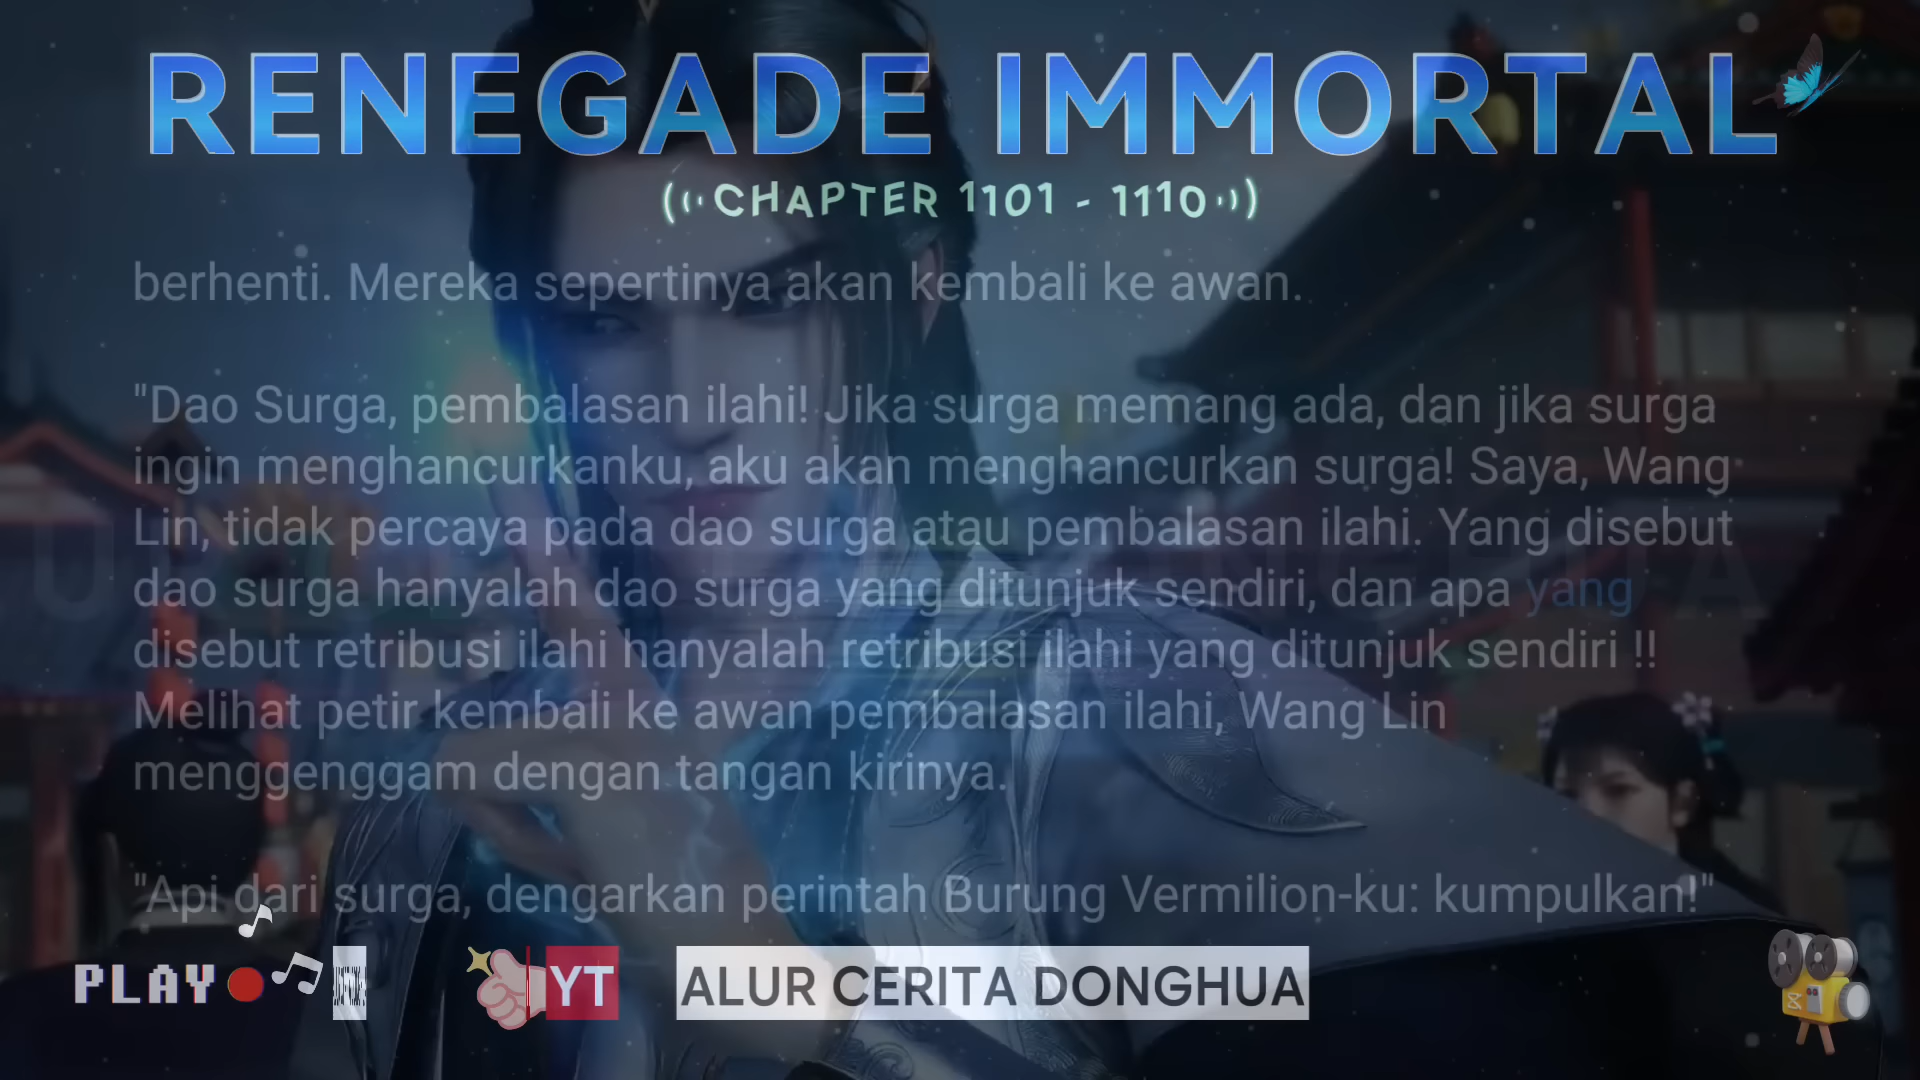 RENEGADE IMMORTAL
CHAPTER 1101 - 1110
berhenti. Mereka sepertinya akan kembali ke awan.
"Dao Surga, pembalasan ilahi! Jika surga memang ada, dan jika surga
ingin menghancurkanku, aku akan menghancurkan surga! Saya, Wang
Lin, tidak percaya pada dao surga atau pembalasan ilahi. Yang disebut
dao surga hanyalah dao surga yang ditunjuk sendiri, dan apa yang
disebut retribusi ilahi hanyalah retribusi ilahi yang ditunjuk sendiri !!
Melihat petir kembali ke awan pembalasan ilahi, Wang Lin
menggenggam dengan tangan kirinya.
"Api dari surga, dengarkan perintah Burung Vermilion-ku: kumpulkan!"
PLAY
YT
ALUR CERITA DONGHUA